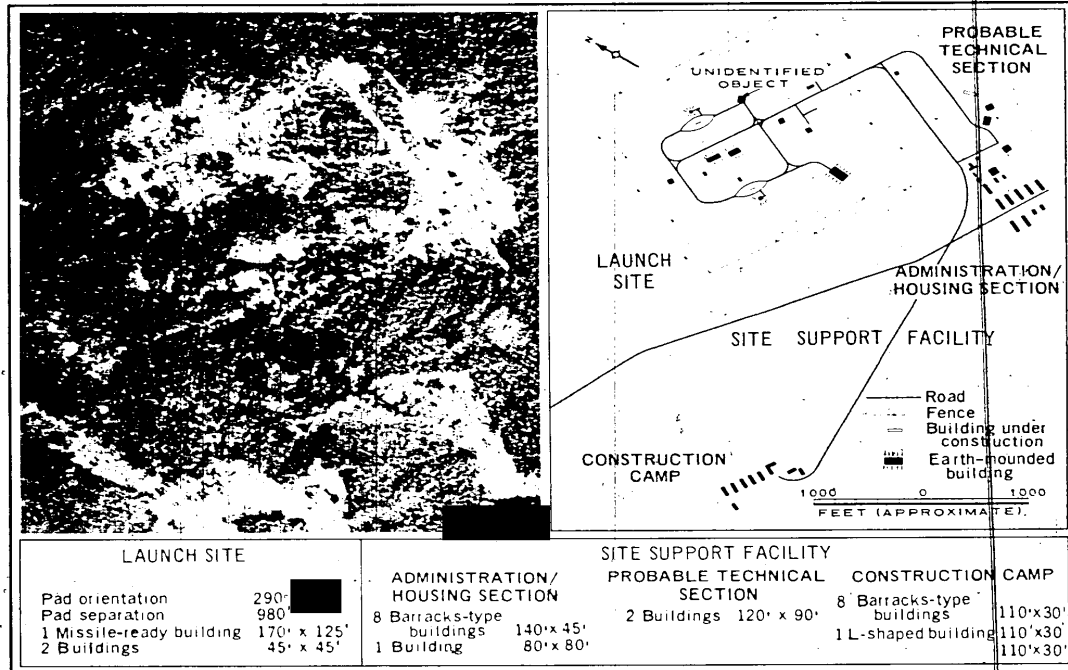 PROBABLE
TECHNICAL
SECTION
N
UNIDENTIFIED
OBJECT
LAUNCH
SITE
ADMINISTRATION/
HOUSING SECTION
SITE SUPPORT FACILITY
Road
Fence
Building under
construction
Earth-mounded
building
CONSTRUCTION
CAMP
1000 0 1000
FEET (APPROXIMATE)
LAUNCH SITE
Pad orientation 290°
Pad separation 980'
1 Missile-ready building 170' x 125'
2 Buildings 45' x 45'
SITE SUPPORT FACILITY
ADMINISTRATION/
HOUSING SECTION
8 Barracks-type
buildings 140' x 45'
1 Building 80' x 80'
PROBABLE TECHNICAL
SECTION
2 Buildings 120' x 90'
CONSTRUCTION CAMP
8 Barracks-type
buildings 110'x30'
1 L-shaped building 110'x30'
110'x30'